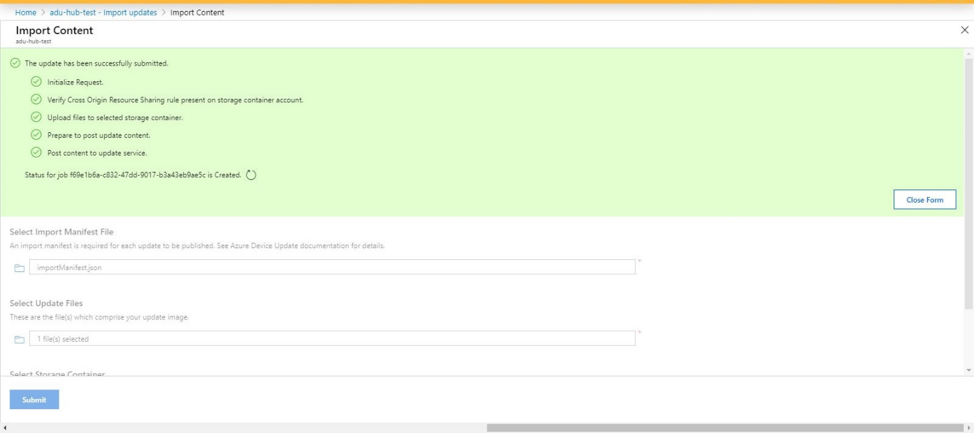 Home > adu-hub-test - Import updates > Import Content
Import Content
adu-hub-test
The update has been successfully submitted.
Initialize Request.
Verify Cross Origin Resource Sharing rule present on storage container account.
Upload files to selected storage container.
Prepare to post update content.
Post content to update service.
Status for job f69e1b6a-c832-47dd-9017-b3a43eb9ae5c is Created.
Close Form
Select Import Manifest File
An import manifest is required for each update to be published. See Azure Device Update documentation for details.
importManifest.json
*
Select Update Files
These are the file(s) which comprise your update image.
1 file(s) selected
*
Select Storage Container
Submit